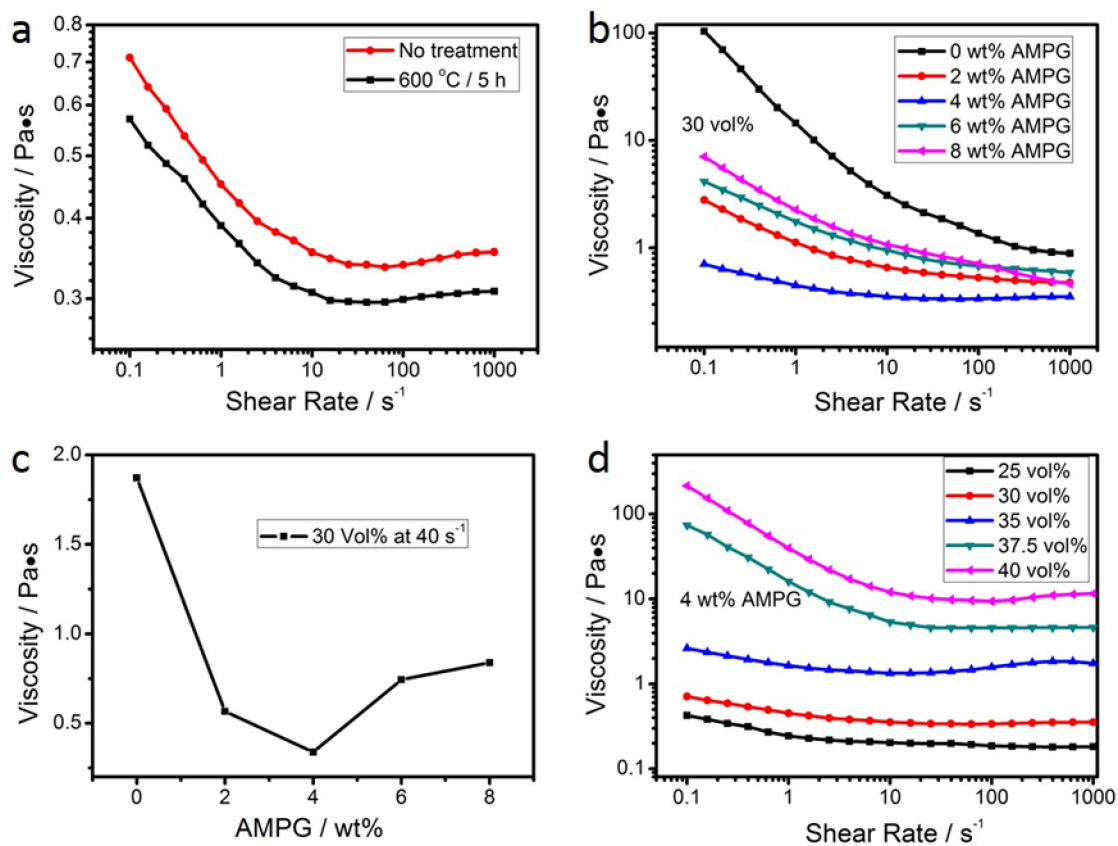 a
0.8
0.7
0.6
0.5
0.4
0.3
Viscosity / Pa•s
No treatment
600 °C / 5 h
0.1 1 10 100 1000
Shear Rate / s⁻¹
b
100
10
1
Viscosity / Pa•s
30 vol%
0 wt% AMPG
2 wt% AMPG
4 wt% AMPG
6 wt% AMPG
8 wt% AMPG
0.1 1 10 100 1000
Shear Rate / s⁻¹
c
2.0
1.5
1.0
0.5
Viscosity / Pa•s
30 Vol% at 40 s⁻¹
0 2 4 6 8
AMPG / wt%
d
100
10
1
0.1
Viscosity / Pa•s
4 wt% AMPG
25 vol%
30 vol%
35 vol%
37.5 vol%
40 vol%
0.1 1 10 100 1000
Shear Rate / s⁻¹